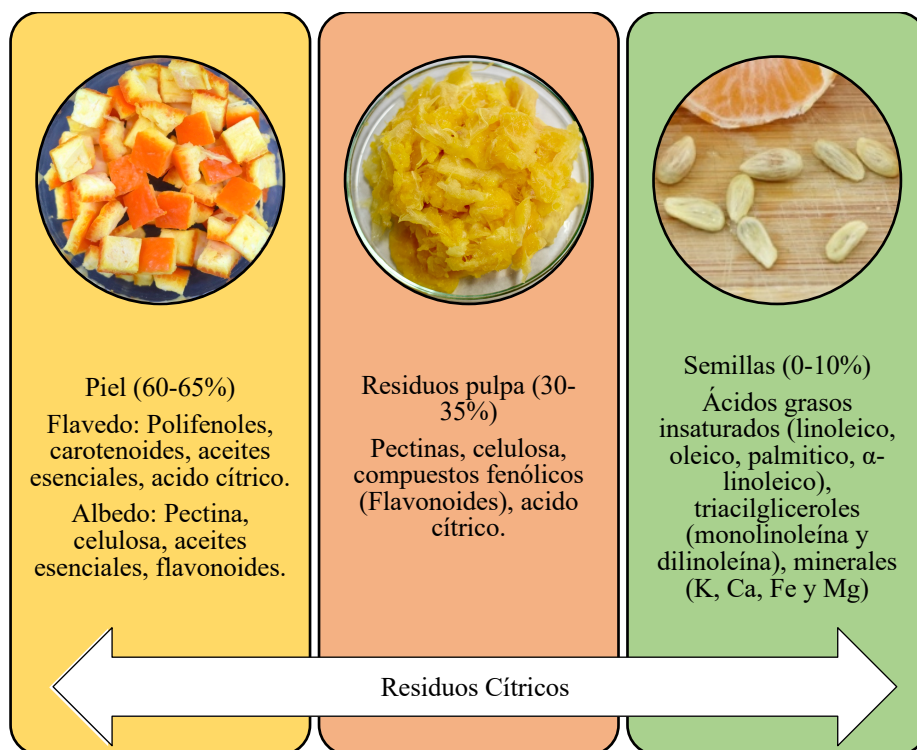 Piel (60-65%)
Flavedo: Polifenoles,
carotenoides, aceites
esenciales, acido cítrico.
Albedo: Pectina,
celulosa, aceites
esenciales, flavonoides.
Residuos pulpa (30-
35%)
Pectinas, celulosa,
compuestos fenólicos
(Flavonoides), acido
cítrico.
Semillas (0-10%)
Ácidos grasos
insaturados (linoleico,
oleico, palmitico, α-
linoleico),
triacilgliceroles
(monolinoleína y
dilinoleína), minerales
(K, Ca, Fe y Mg)
Residuos Cítricos